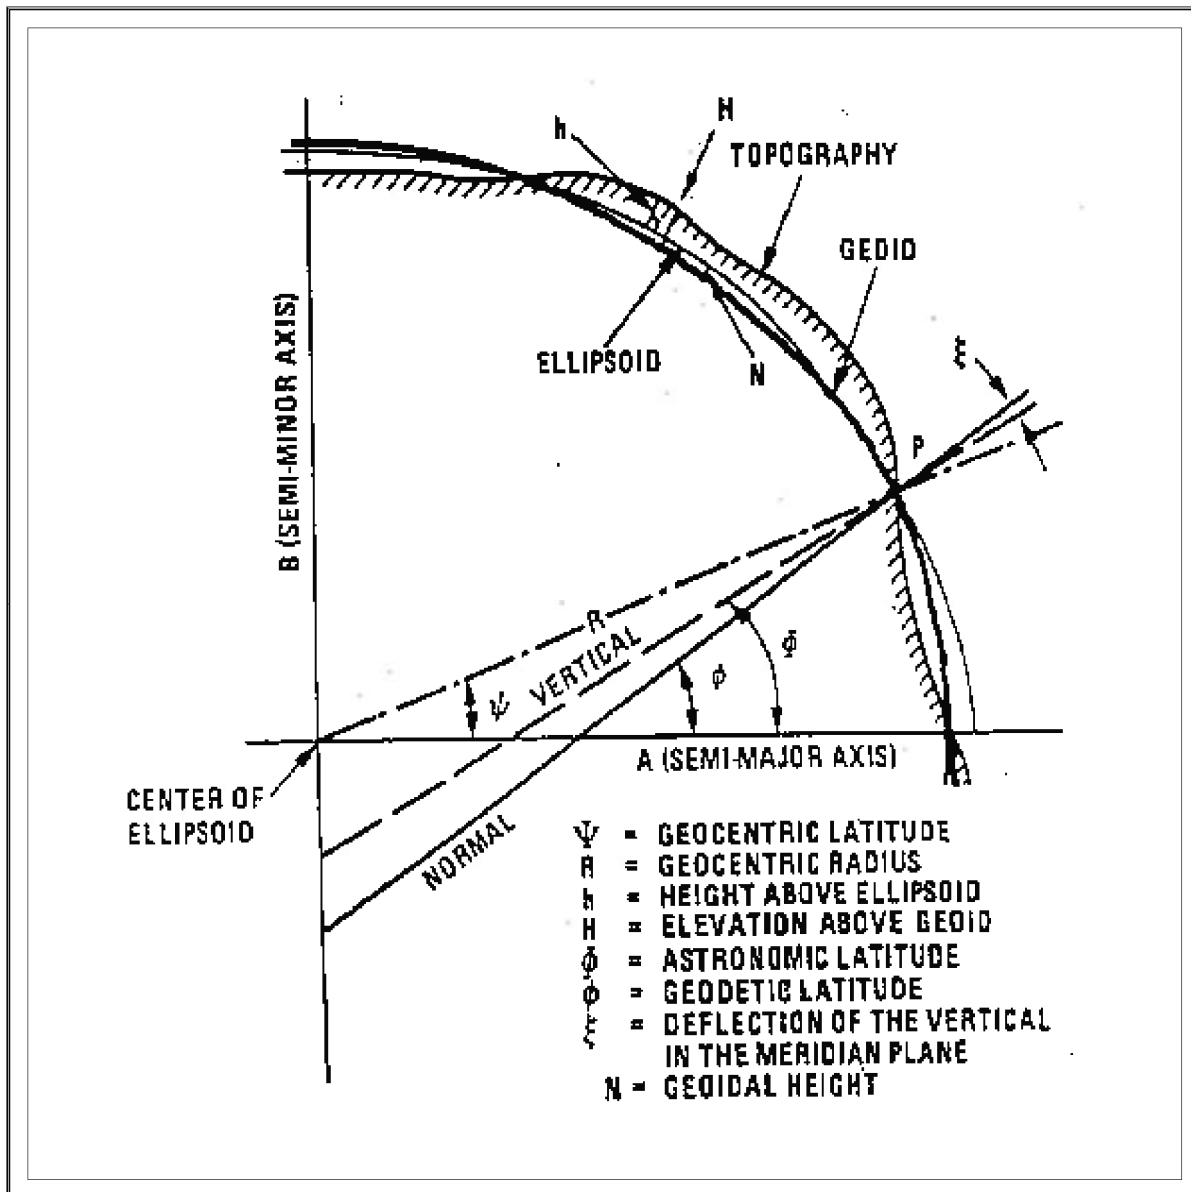 h
H
TOPOGRAPHY
GEDID
ELLIPSOID
N
ξ
P
B (SEMI-MINOR AXIS)
R
VERTICAL
Ψ
ϕ
Φ
A (SEMI-MAJOR AXIS)
CENTER OF
ELLIPSOID
NORMAL
Ψ = GEOCENTRIC LATITUDE
R = GEOCENTRIC RADIUS
h = HEIGHT ABOVE ELLIPSOID
H = ELEVATION ABOVE GEOID
Φ = ASTRONOMIC LATITUDE
ϕ = GEODETIC LATITUDE
ξ = DEFLECTION OF THE VERTICAL
IN THE MERIDIAN PLANE
N = GEOIDAL HEIGHT